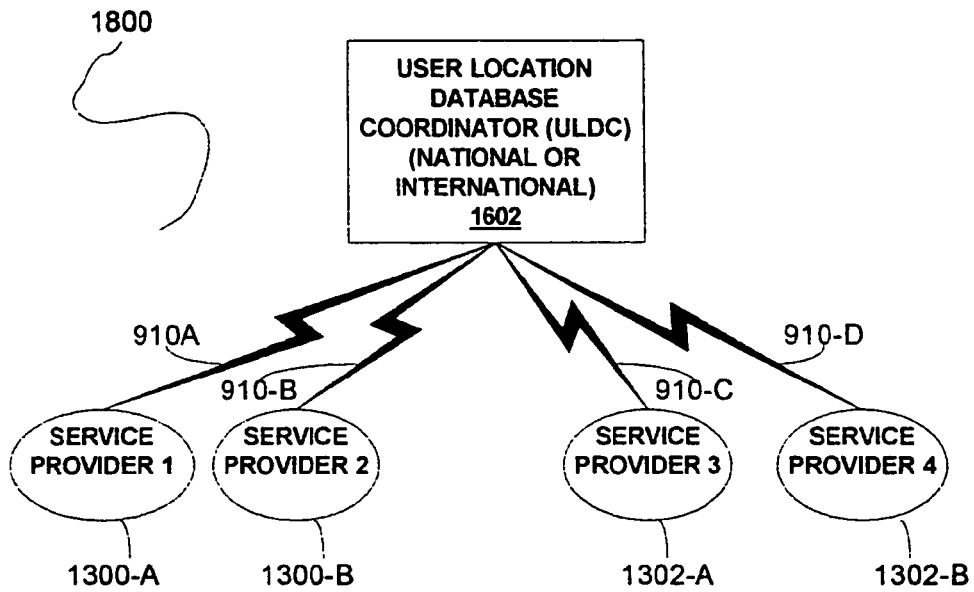 1800
USER LOCATION
DATABASE
COORDINATOR (ULDC)
(NATIONAL OR
INTERNATIONAL)
1602
910A
910-B
910-C
910-D
SERVICE
PROVIDER 1
SERVICE
PROVIDER 2
SERVICE
PROVIDER 3
SERVICE
PROVIDER 4
1300-A
1300-B
1302-A
1302-B